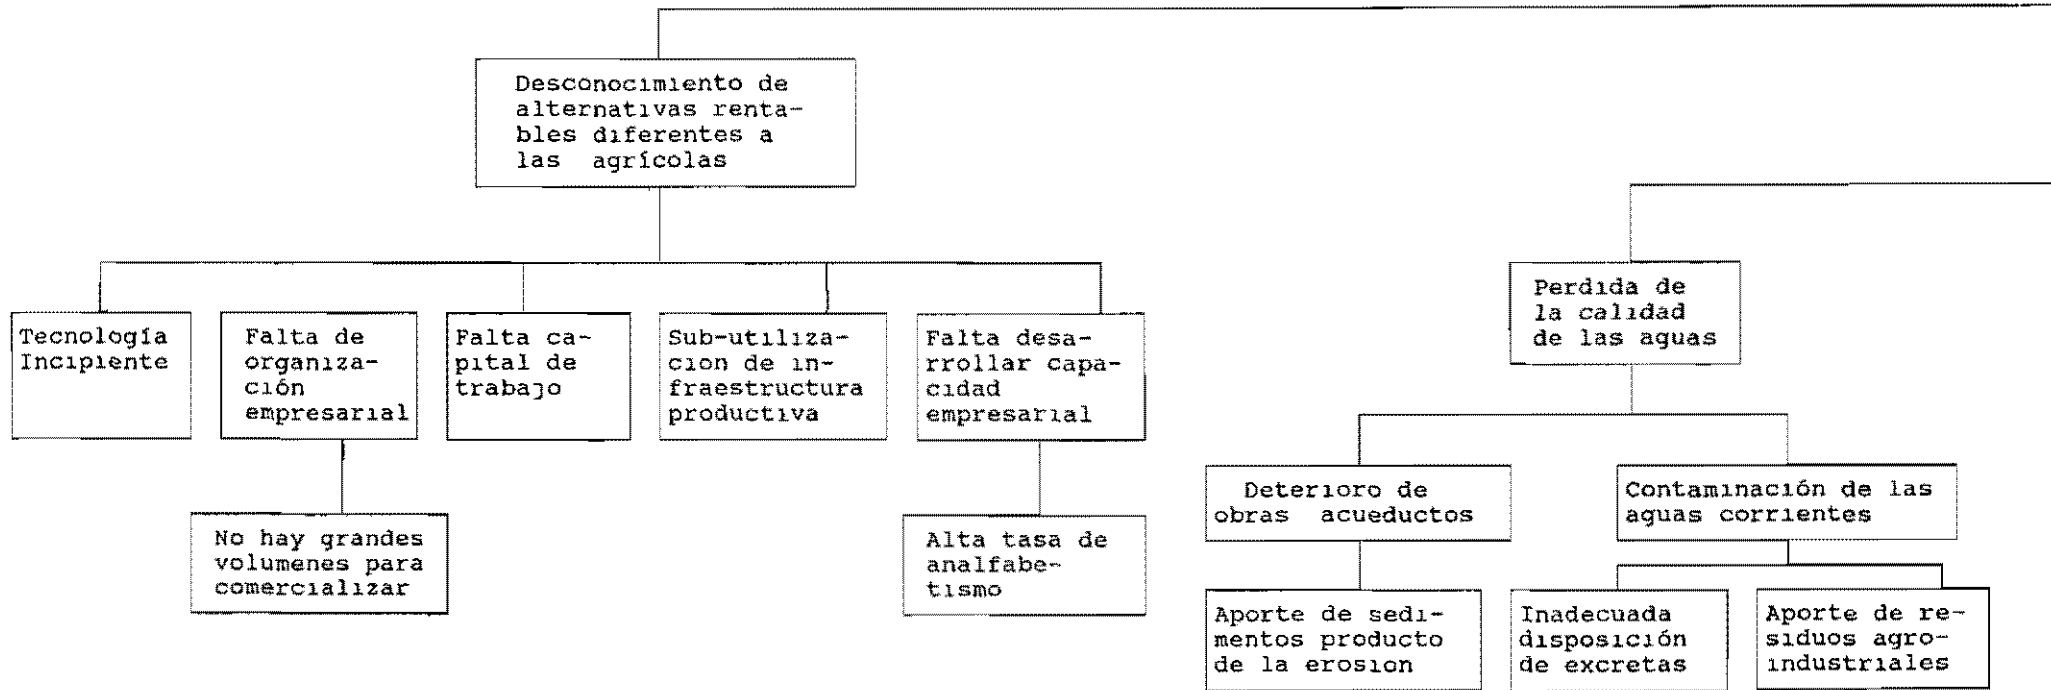 Desconocimiento de
alternativas renta-
bles diferentes a
las agrícolas
Tecnología
Incipiente
Falta de
organiza-
ción
empresarial
Falta ca-
pital de
trabajo
Sub-utiliza-
cion de in-
fraestructura
productiva
Falta desa-
rrollar capa-
cidad
empresarial
No hay grandes
volumenes para
comercializar
Alta tasa de
analfabe-
tismo
Perdida de
la calidad
de las aguas
Deterioro de
obras acueductos
Contaminación de las
aguas corrientes
Aporte de sedi-
mentos producto
de la erosion
Inadecuada
disposición
de excretas
Aporte de re-
siduos agro-
industriales